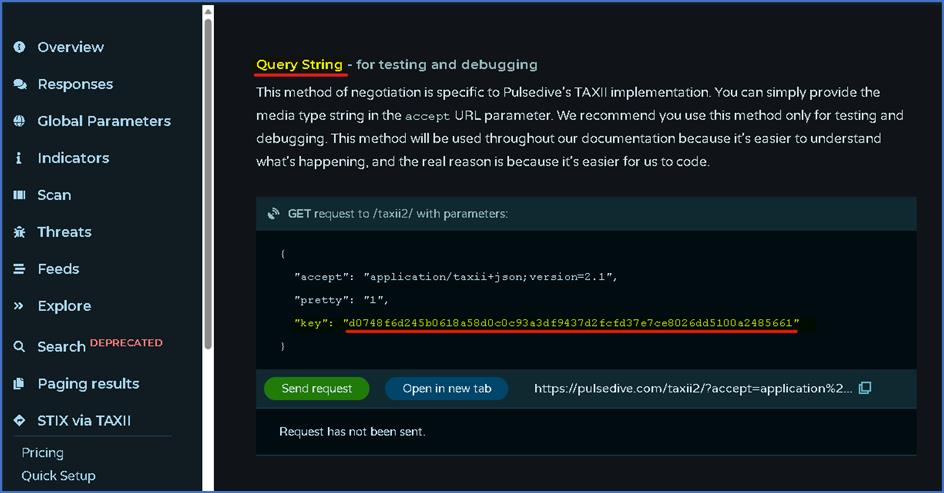 Overview
Responses
Global Parameters
Indicators
Scan
Threats
Feeds
Explore
Search DEPRECATED
Paging results
STIX via TAXII
Pricing
Quick Setup
Query String - for testing and debugging
This method of negotiation is specific to Pulsedive's TAXII implementation. You can simply provide the
media type string in the accept URL parameter. We recommend you use this method only for testing and
debugging. This method will be used throughout our documentation because it's easier to understand
what's happening, and the real reason is because it's easier for us to code.
GET request to /taxii2/ with parameters:
{
"accept": "application/taxii+json;version=2.1",
"pretty": "1",
"key": "d0748f6d245b0618a58d0c0c93a3df9437d2fcfd37e7ce8026dd5100a2485661"
}
Send request Open in new tab https://pulsedive.com/taxii2/?accept=application%2...
Request has not been sent.